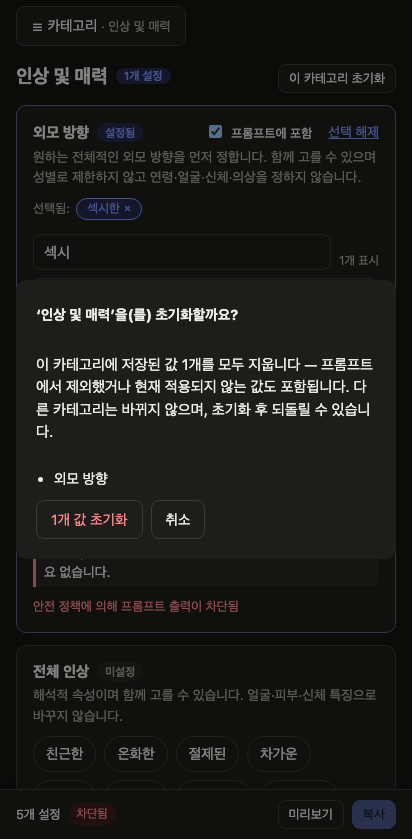 ≡ 카테고리 · 인상 및 매력
인상 및 매력 1개 설정 이 카테고리 초기화
외모 방향 설정됨 프롬프트에 포함 선택 해제
원하는 전체적인 외모 방향을 먼저 정합니다. 함께 고를 수 있으며
성별로 제한하지 않고 연령·얼굴·신체·의상을 정하지 않습니다.
선택됨: 섹시한 ×
섹시
1개 표시
‘인상 및 매력’을(를) 초기화할까요?
이 카테고리에 저장된 값 1개를 모두 지웁니다 — 프롬프트
에서 제외했거나 현재 적용되지 않는 값도 포함됩니다. 다
른 카테고리는 바뀌지 않으며, 초기화 후 되돌릴 수 있습니
다.
• 외모 방향
1개 값 초기화 취소
요 없습니다.
안전 정책에 의해 프롬프트 출력이 차단됨
전체 인상 미설정
해석적 속성이며 함께 고를 수 있습니다. 얼굴·피부·신체 특징으로
바꾸지 않습니다.
친근한 온화한 절제된 차가운
5개 설정 차단됨 미리보기 복사